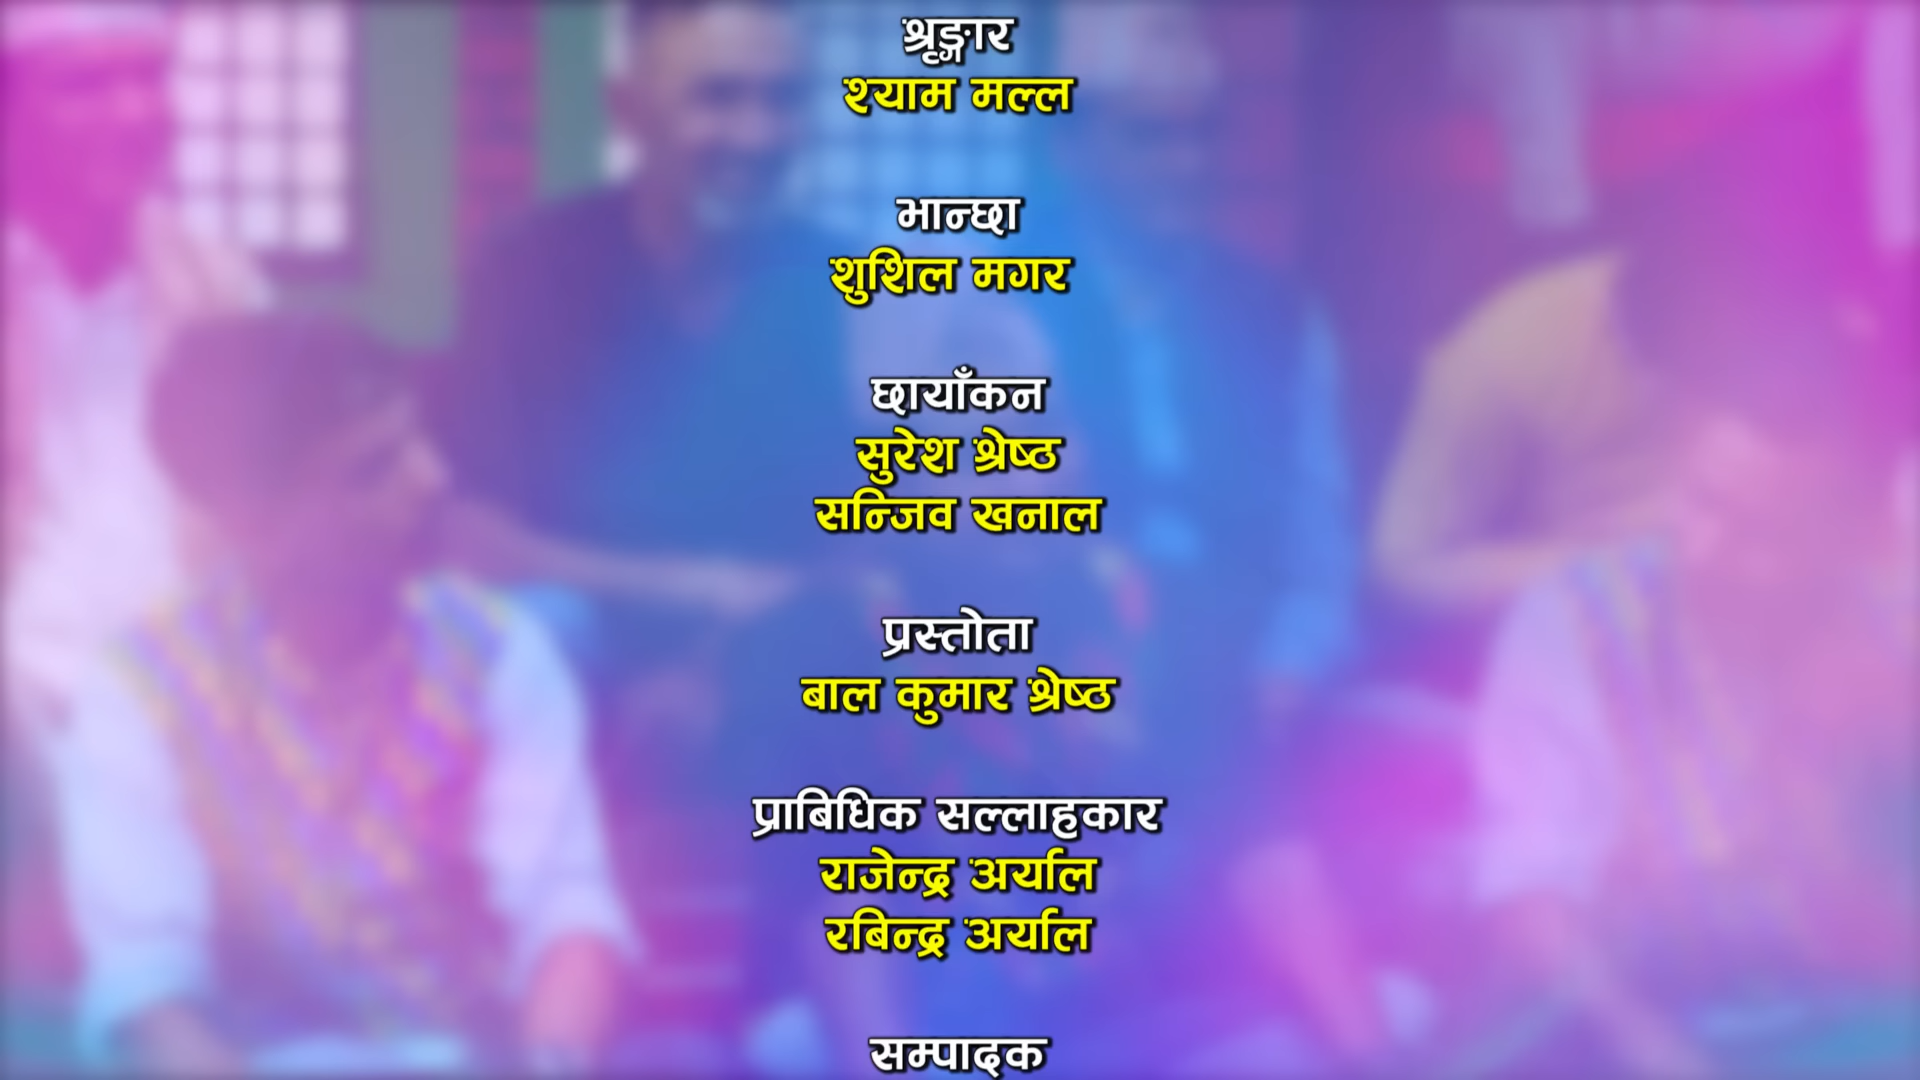 श्रृङ्गार
श्याम मल्ल
भान्छा
शुशिल मगर
छायाँकन
सुरेश श्रेष्ठ
सन्जिव खनाल
प्रस्तोता
बाल कुमार श्रेष्ठ
प्राबिधिक सल्लाहकार
राजेन्द्र अर्याल
रबिन्द्र अर्याल
सम्पादक